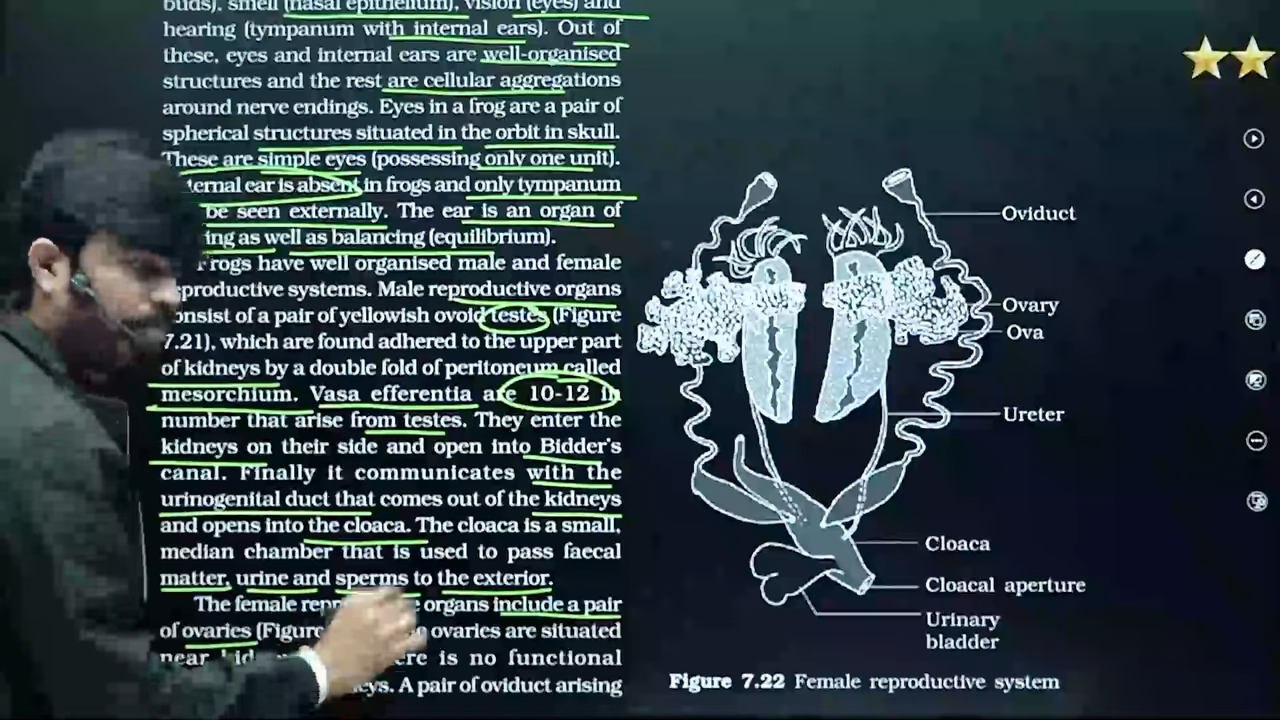 buds), smell (nasal epithelium), vision (eyes) and
hearing (tympanum with internal ears). Out of
these, eyes and internal ears are well-organised
structures and the rest are cellular aggregations
around nerve endings. Eyes in a frog are a pair of
spherical structures situated in the orbit in skull.
These are simple eyes (possessing only one unit).
ternal ear is absent in frogs and only tympanum
be seen externally. The ear is an organ of
ring as well as balancing (equilibrium).
Frogs have well organised male and female
productive systems. Male reproductive organs
onsist of a pair of yellowish ovoid testes (Figure
7.21), which are found adhered to the upper part
of kidneys by a double fold of peritoneum called
mesorchium. Vasa efferentia are 10-12 in
number that arise from testes. They enter the
kidneys on their side and open into Bidder's
canal. Finally it communicates with the
urinogenital duct that comes out of the kidneys
and opens into the cloaca. The cloaca is a small,
median chamber that is used to pass faecal
matter, urine and sperms to the exterior.
The female organs include a pair
of ovaries (Figure ovaries are situated
near is no functional
eys. A pair of oviduct arising
Oviduct
Ovary
Ova
Ureter
Cloaca
Cloacal aperture
Urinary
bladder
Figure 7.22 Female reproductive system